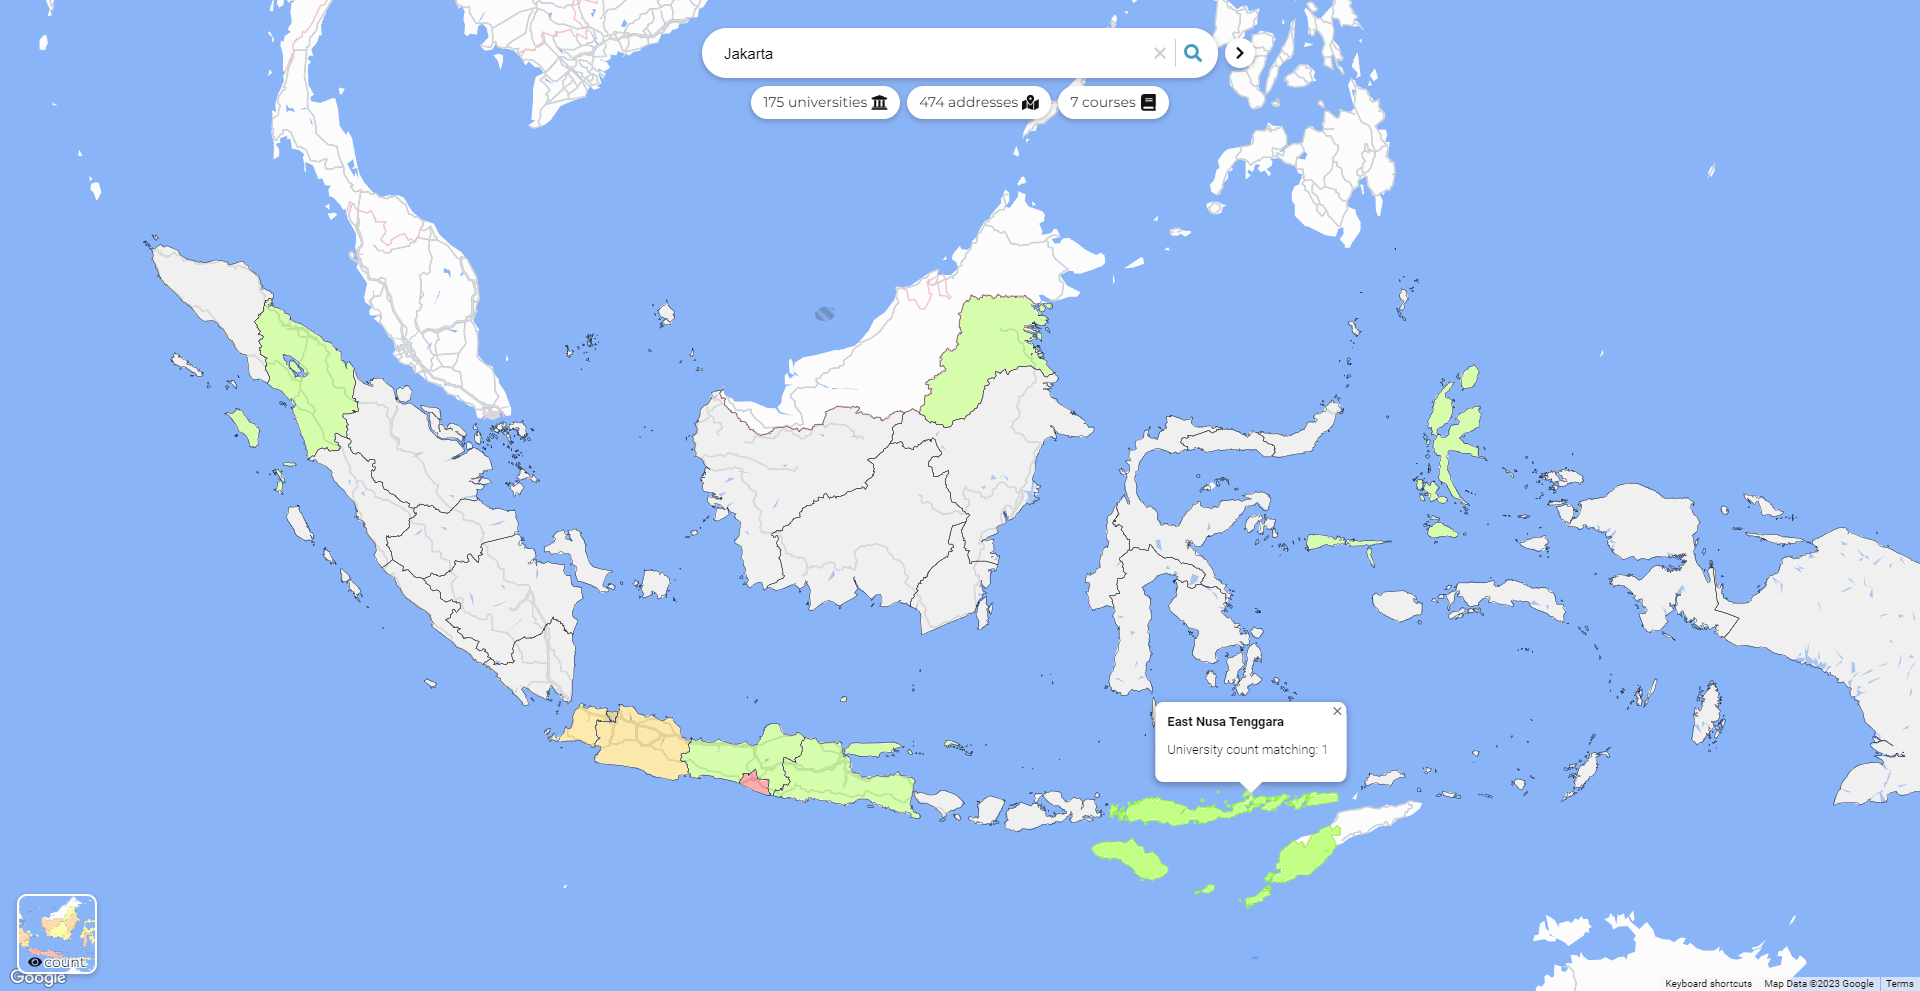 Jakarta
175 universities
474 addresses
7 courses
East Nusa Tenggara
University count matching: 1
count
Google
Keyboard shortcuts
Map Data ©2023 Google
Terms